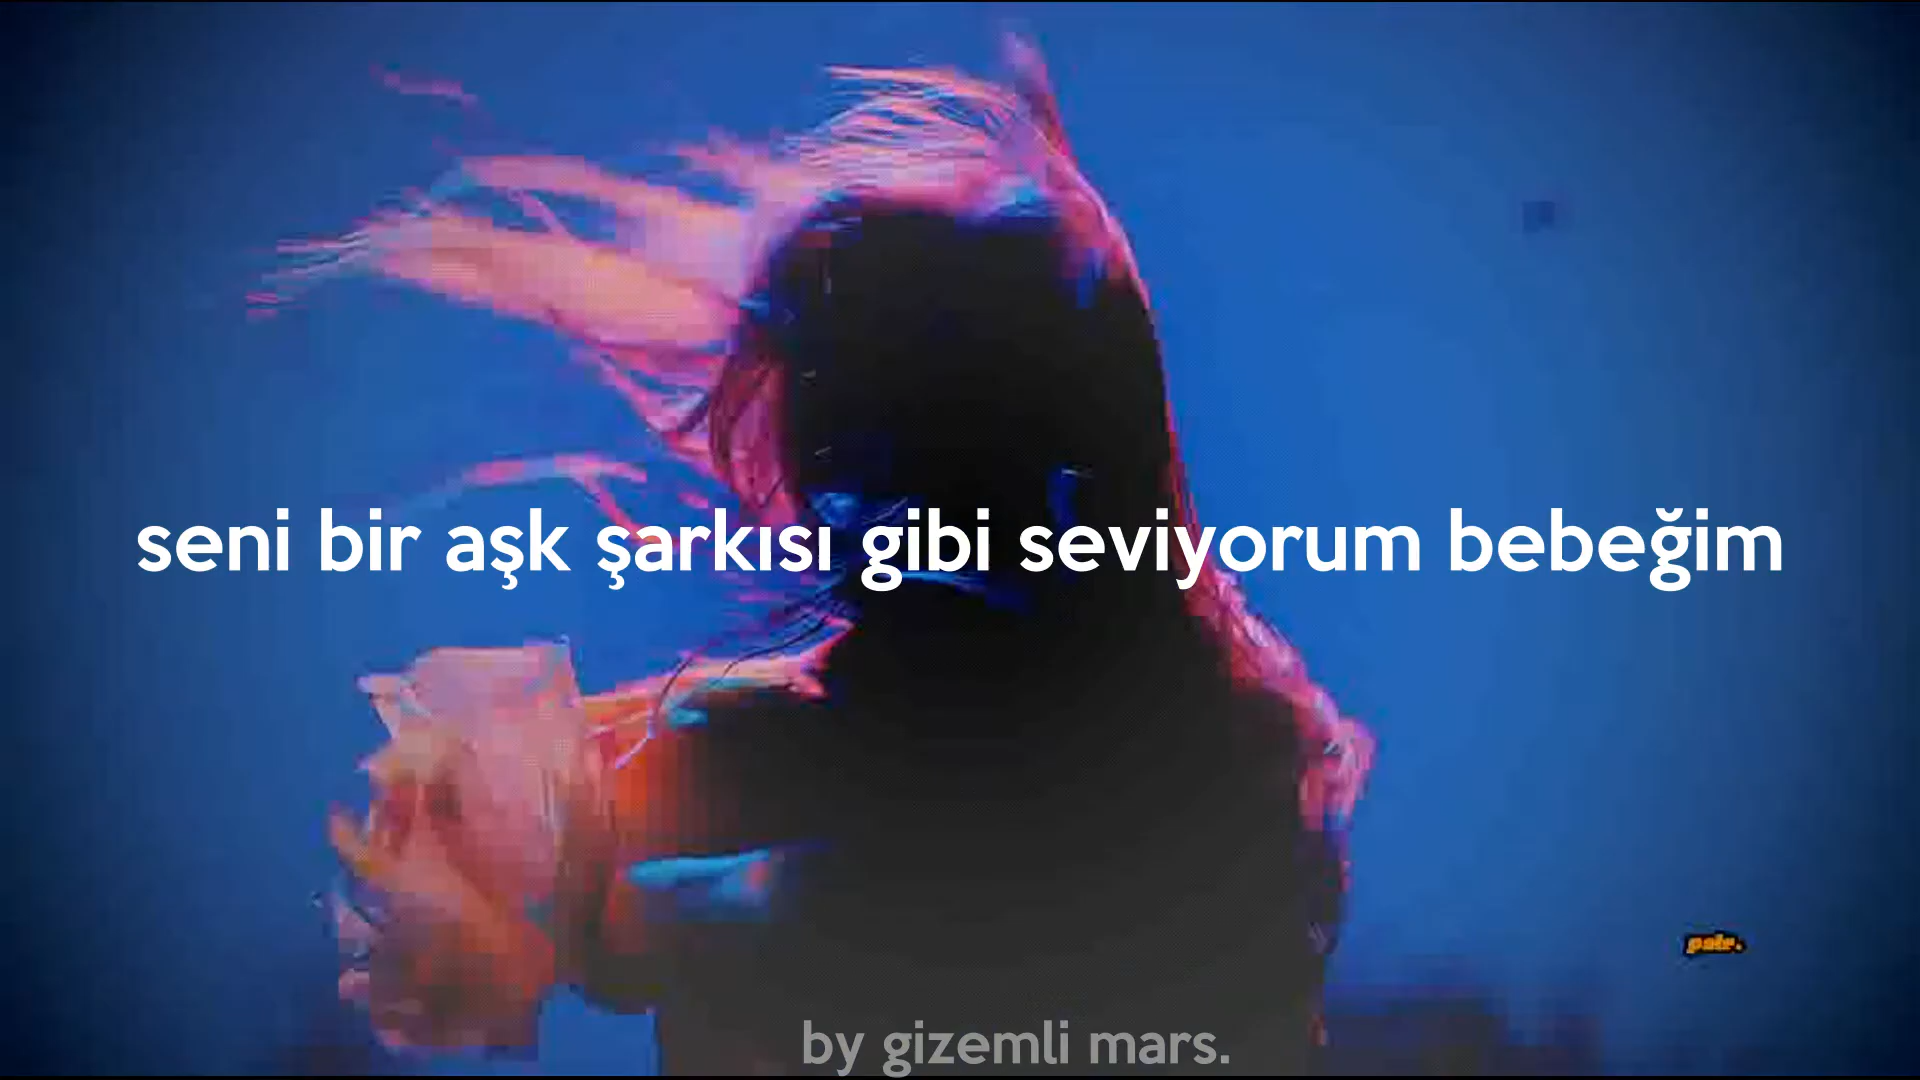 seni bir aşk şarkısı gibi seviyorum bebeğim
by gizemli mars.